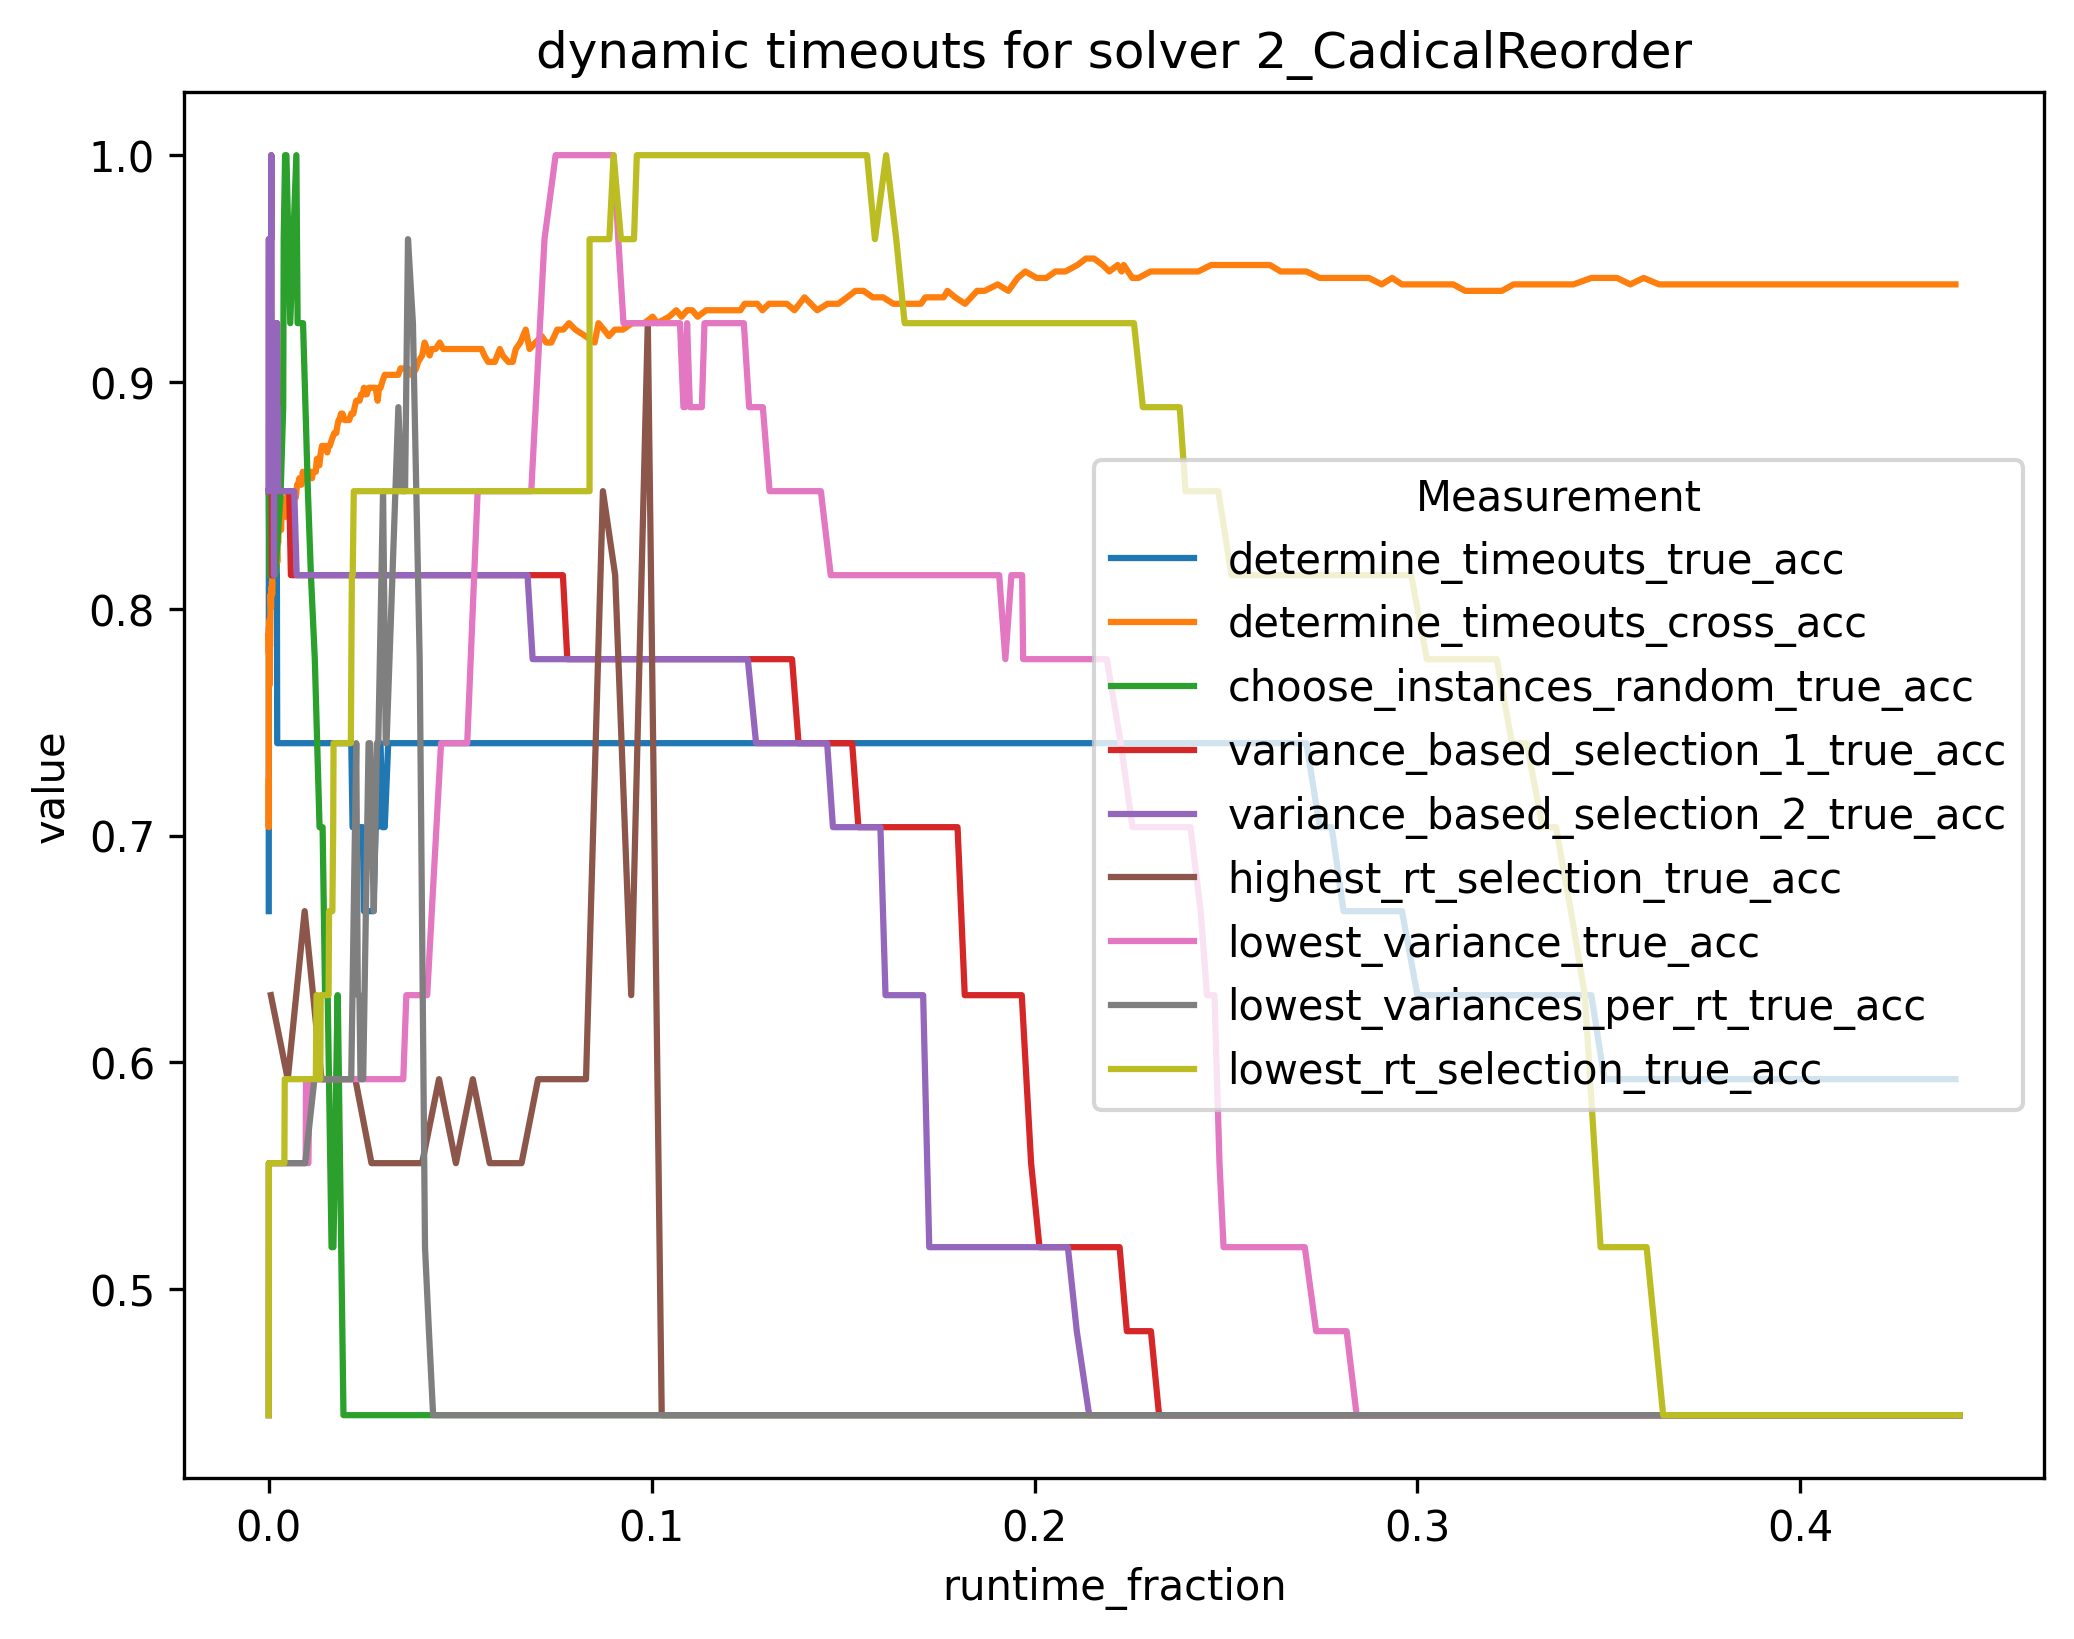 dynamic timeouts for solver 2_CadicalReorder
1.0
0.9
0.8
0.7
0.6
0.5
value
Measurement
determine_timeouts_true_acc
determine_timeouts_cross_acc
choose_instances_random_true_acc
variance_based_selection_1_true_acc
variance_based_selection_2_true_acc
highest_rt_selection_true_acc
lowest_variance_true_acc
lowest_variances_per_rt_true_acc
lowest_rt_selection_true_acc
0.0 0.1 0.2 0.3 0.4
runtime_fraction